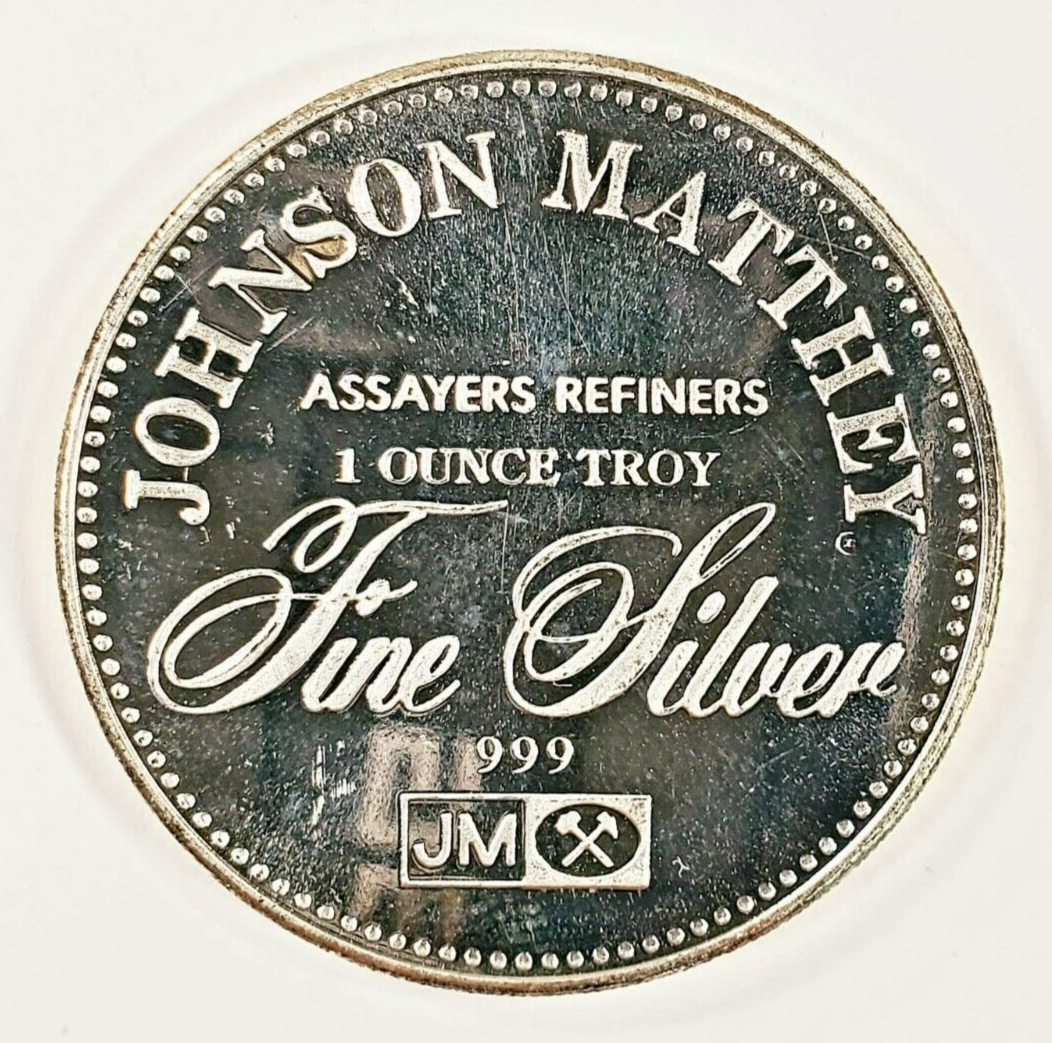 JOHNSON MATTHEY
ASSAYERS REFINERS
1 OUNCE TROY
Fine Silver
999
JM